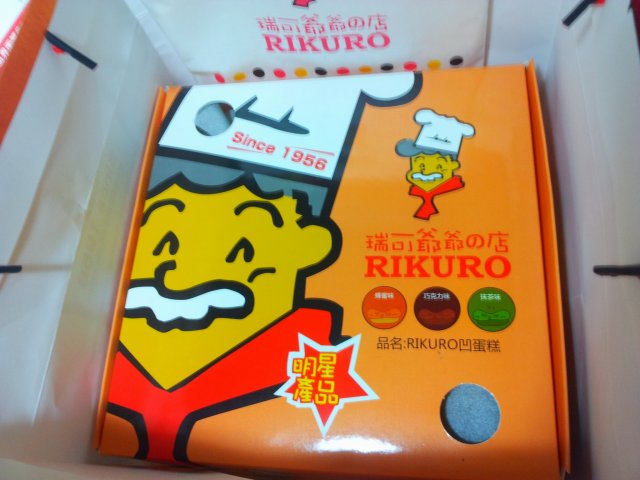 瑞可爺爺の店
RIKURO
Since 1956
瑞可爺爺の店
RIKURO
蜂蜜味
巧克力味
抹茶味
品名:RIKURO凹蛋糕
明星
產品